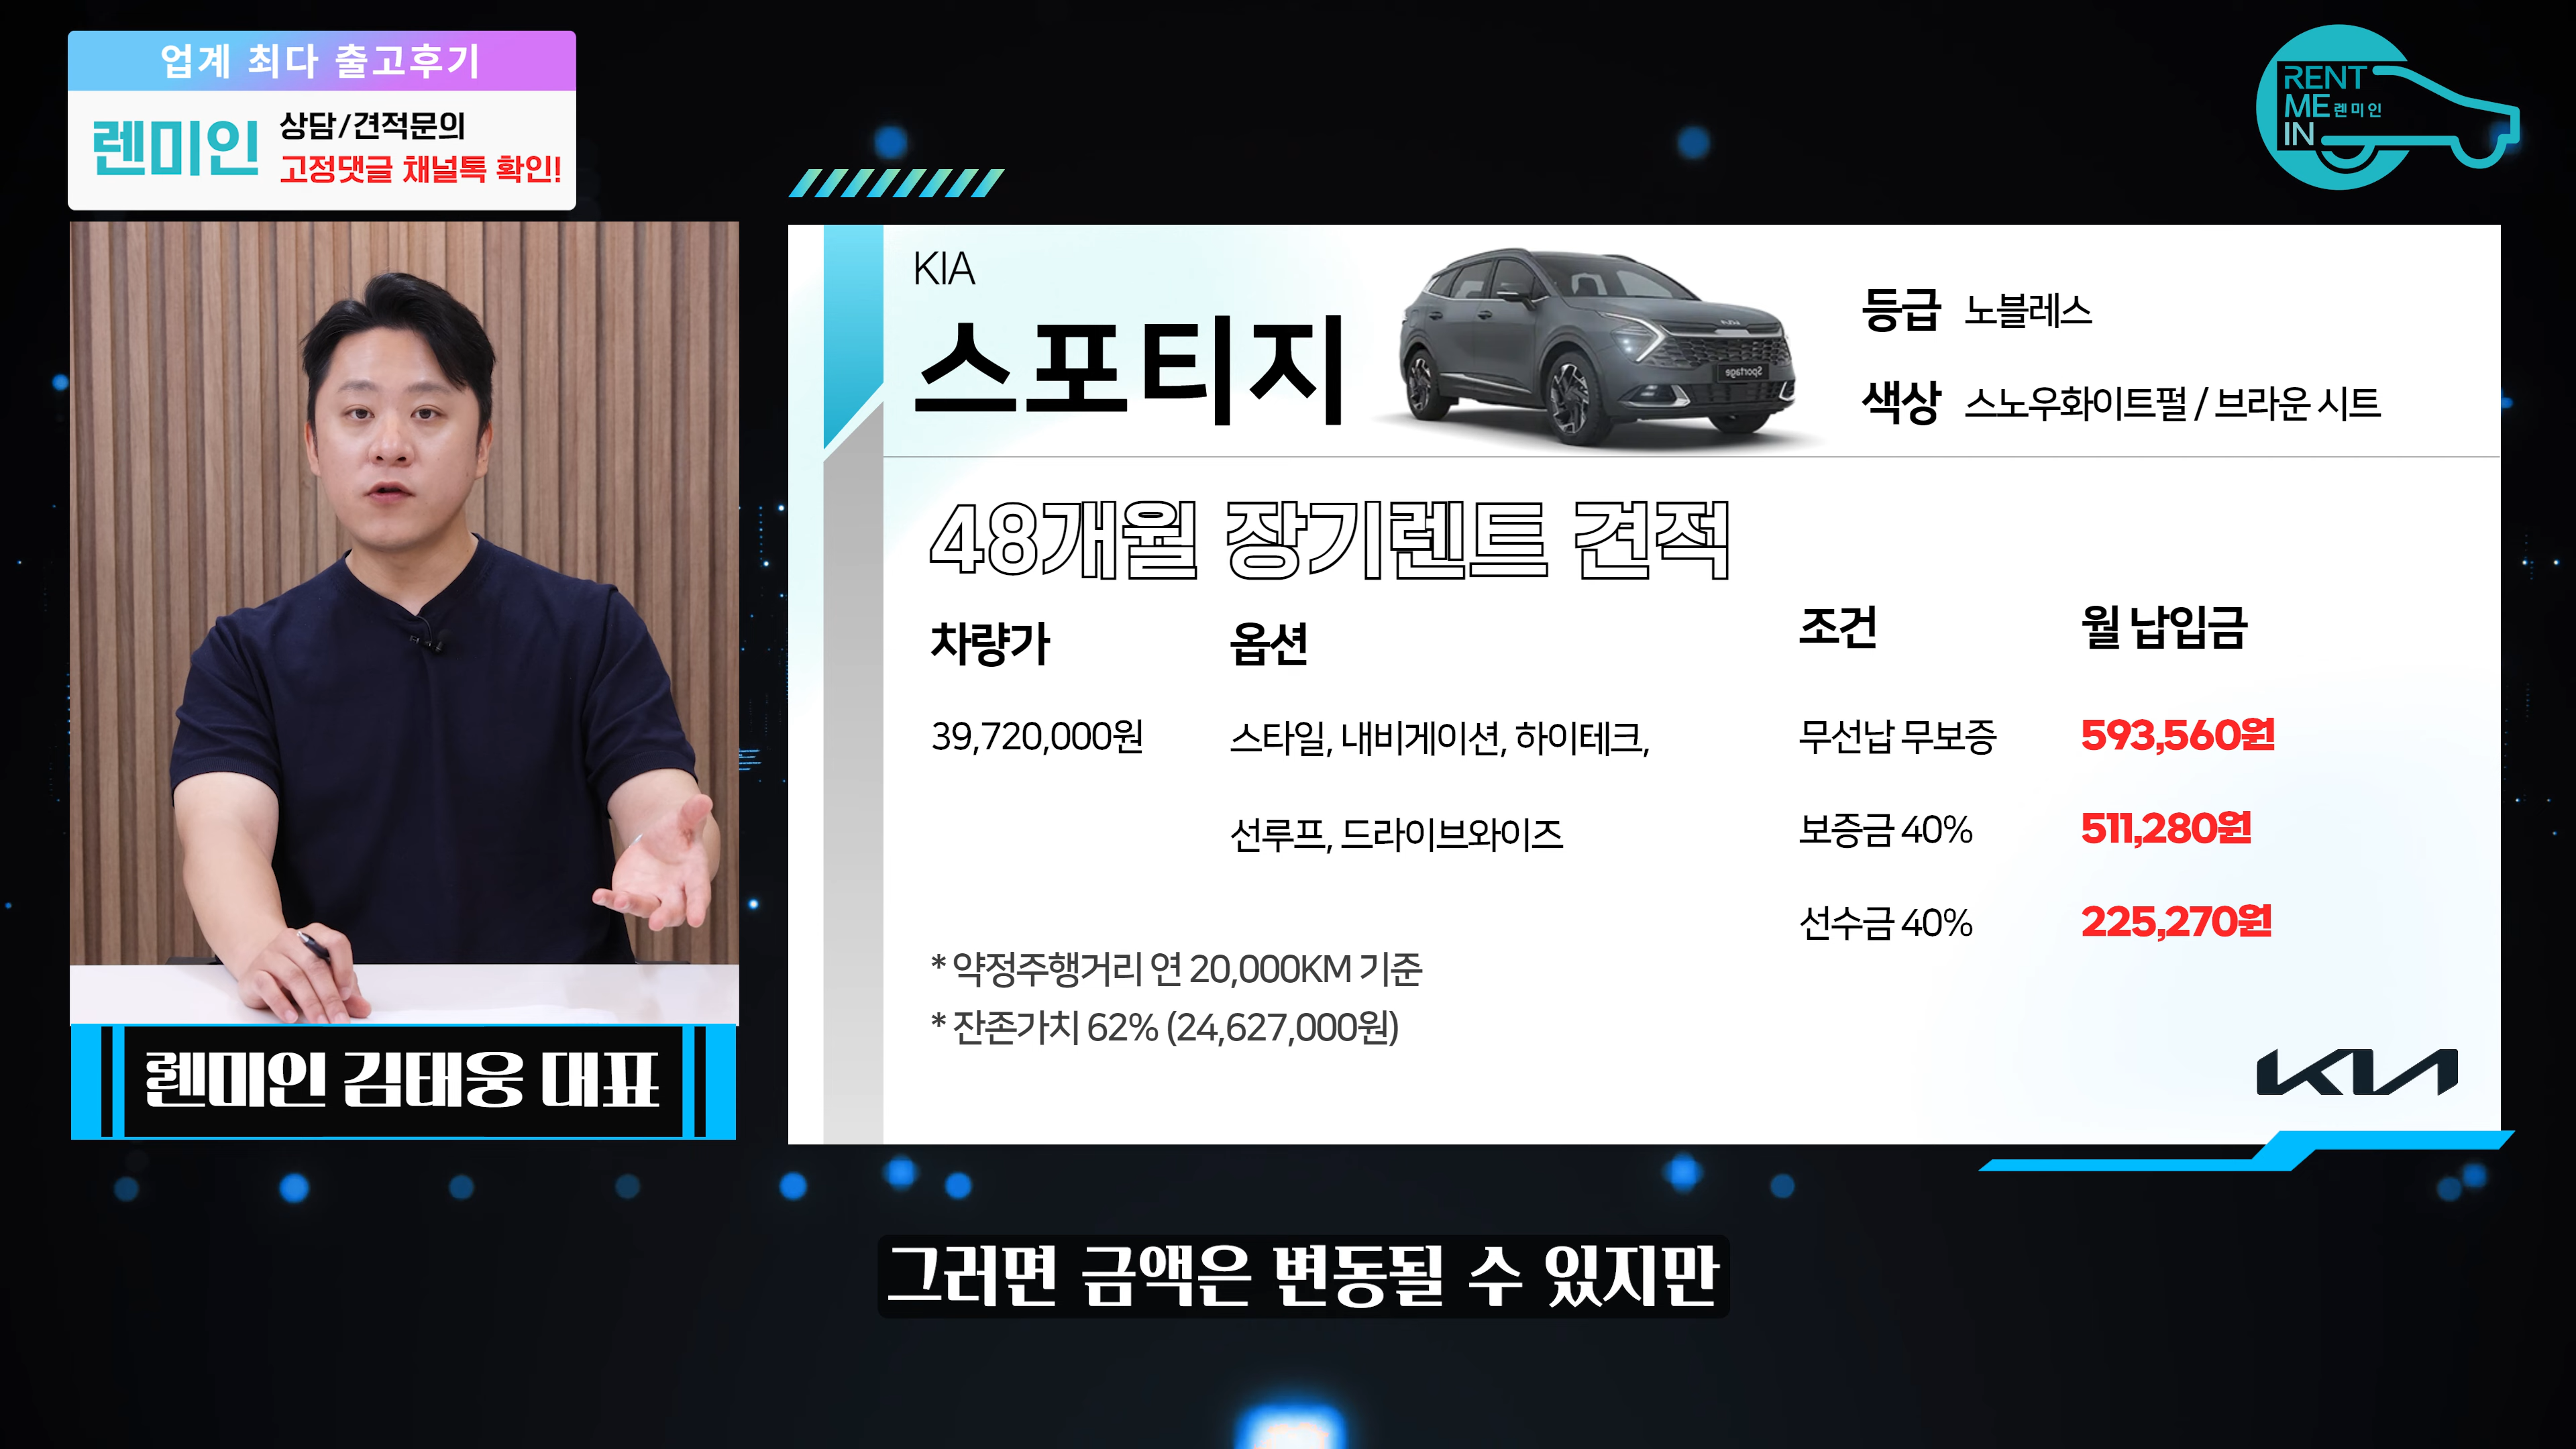 업계 최다 출고후기
렌미인
상담/견적문의
고정댓글 채널톡 확인!
RENT
ME 렌미인
IN
KIA
스포티지
등급 노블레스
색상 스노우화이트펄 / 브라운 시트
48개월 장기렌트 견적
차량가 옵션 조건 월 납입금
39,720,000원 스타일, 내비게이션, 하이테크, 무선납 무보증 593,560원
선루프, 드라이브와이즈 보증금 40% 511,280원
선수금 40% 225,270원
* 약정주행거리 연 20,000KM 기준
* 잔존가치 62% (24,627,000원)
KIA
렌미인 김태웅 대표
그러면 금액은 변동될 수 있지만